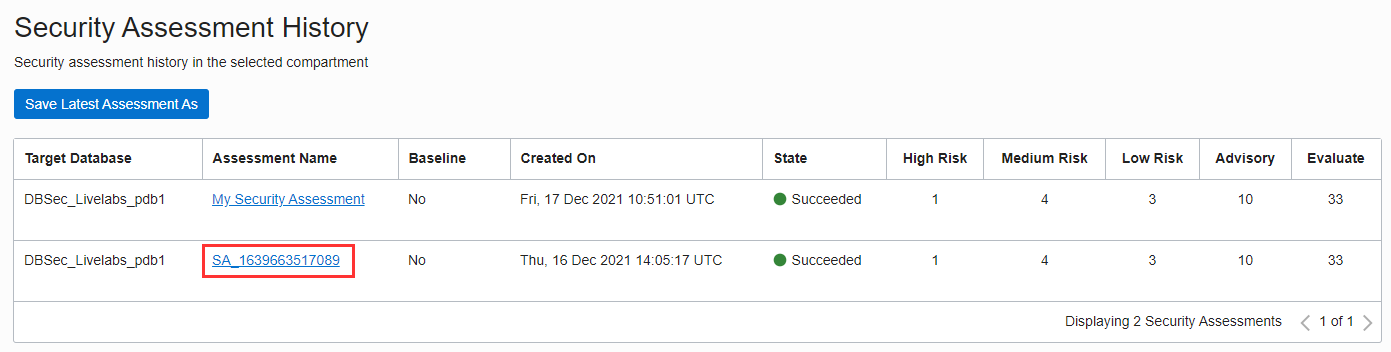 Security Assessment History
Security assessment history in the selected compartment
Save Latest Assessment As
Target Database Assessment Name Baseline Created On State High Risk Medium Risk Low Risk Advisory Evaluate
DBSec_Livelabs_pdb1 My Security Assessment No Fri, 17 Dec 2021 10:51:01 UTC Succeeded 1 4 3 10 33
DBSec_Livelabs_pdb1 SA_1639663517089 No Thu, 16 Dec 2021 14:05:17 UTC Succeeded 1 4 3 10 33
Displaying 2 Security Assessments 1 of 1